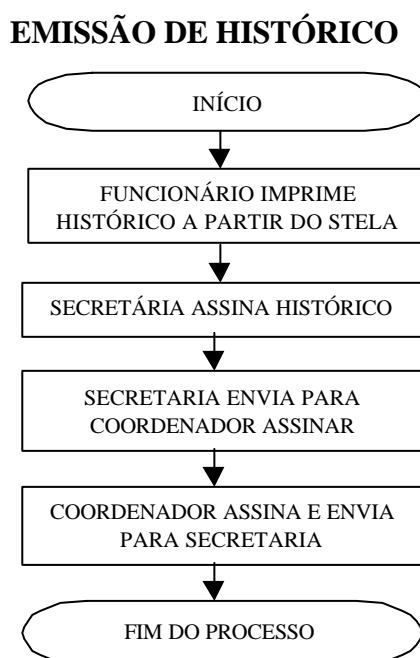 EMISSÃO DE HISTÓRICO
INÍCIO
FUNCIONÁRIO IMPRIME
HISTÓRICO A PARTIR DO STELA
SECRETÁRIA ASSINA HISTÓRICO
SECRETARIA ENVIA PARA
COORDENADOR ASSINAR
COORDENADOR ASSINA E ENVIA
PARA SECRETARIA
FIM DO PROCESSO